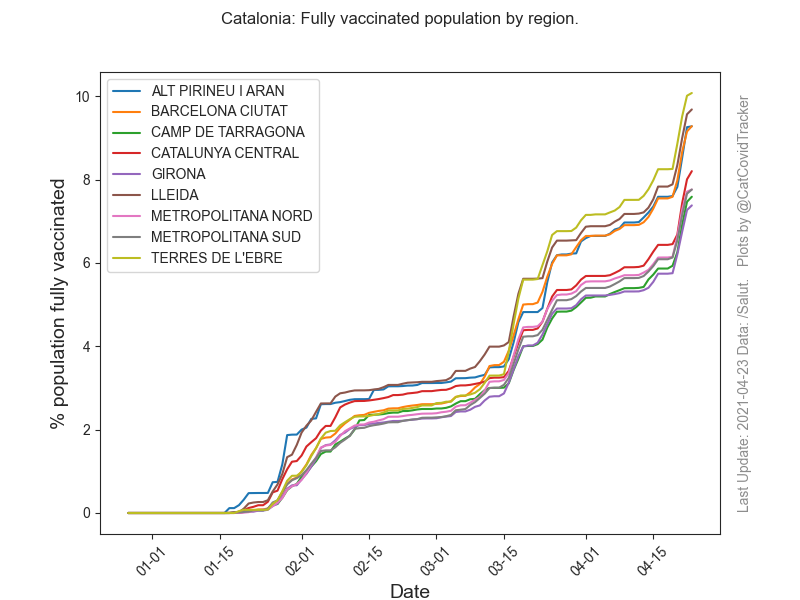 Catalonia: Fully vaccinated population by region.
ALT PIRINEU I ARAN
BARCELONA CIUTAT
CAMP DE TARRAGONA
CATALUNYA CENTRAL
GIRONA
LLEIDA
METROPOLITANA NORD
METROPOLITANA SUD
TERRES DE L'EBRE
% population fully vaccinated
10
8
6
4
2
0
01-01
01-15
02-01
02-15
03-01
03-15
04-01
04-15
Date
Last Update: 2021-04-23 Data: /Salut    Plots by @CatCovidTracker